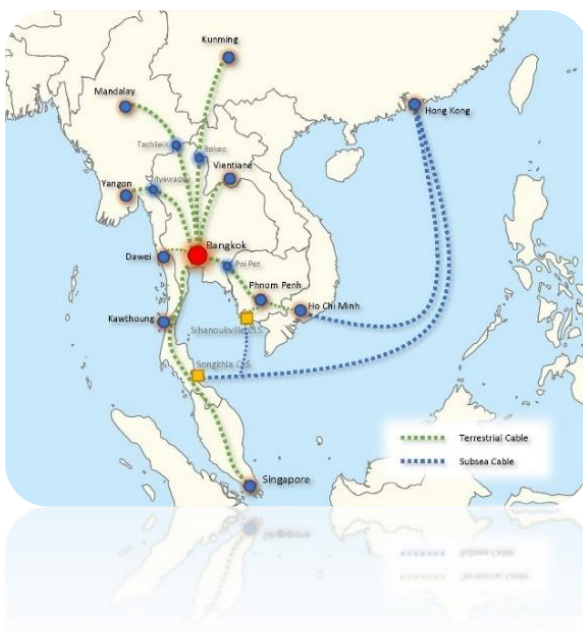 Kunming
Mandalay
Hong Kong
Tachileik
Bokeo
Vientiane
Yangon
Myawaddy
Bangkok
Dawei
Poi Pet
Phnom Penh
Ho Chi Minh
Kawthoung
Sihanoukville CLS
Songkhla CLS
Terrestrial Cable
Subsea Cable
Singapore